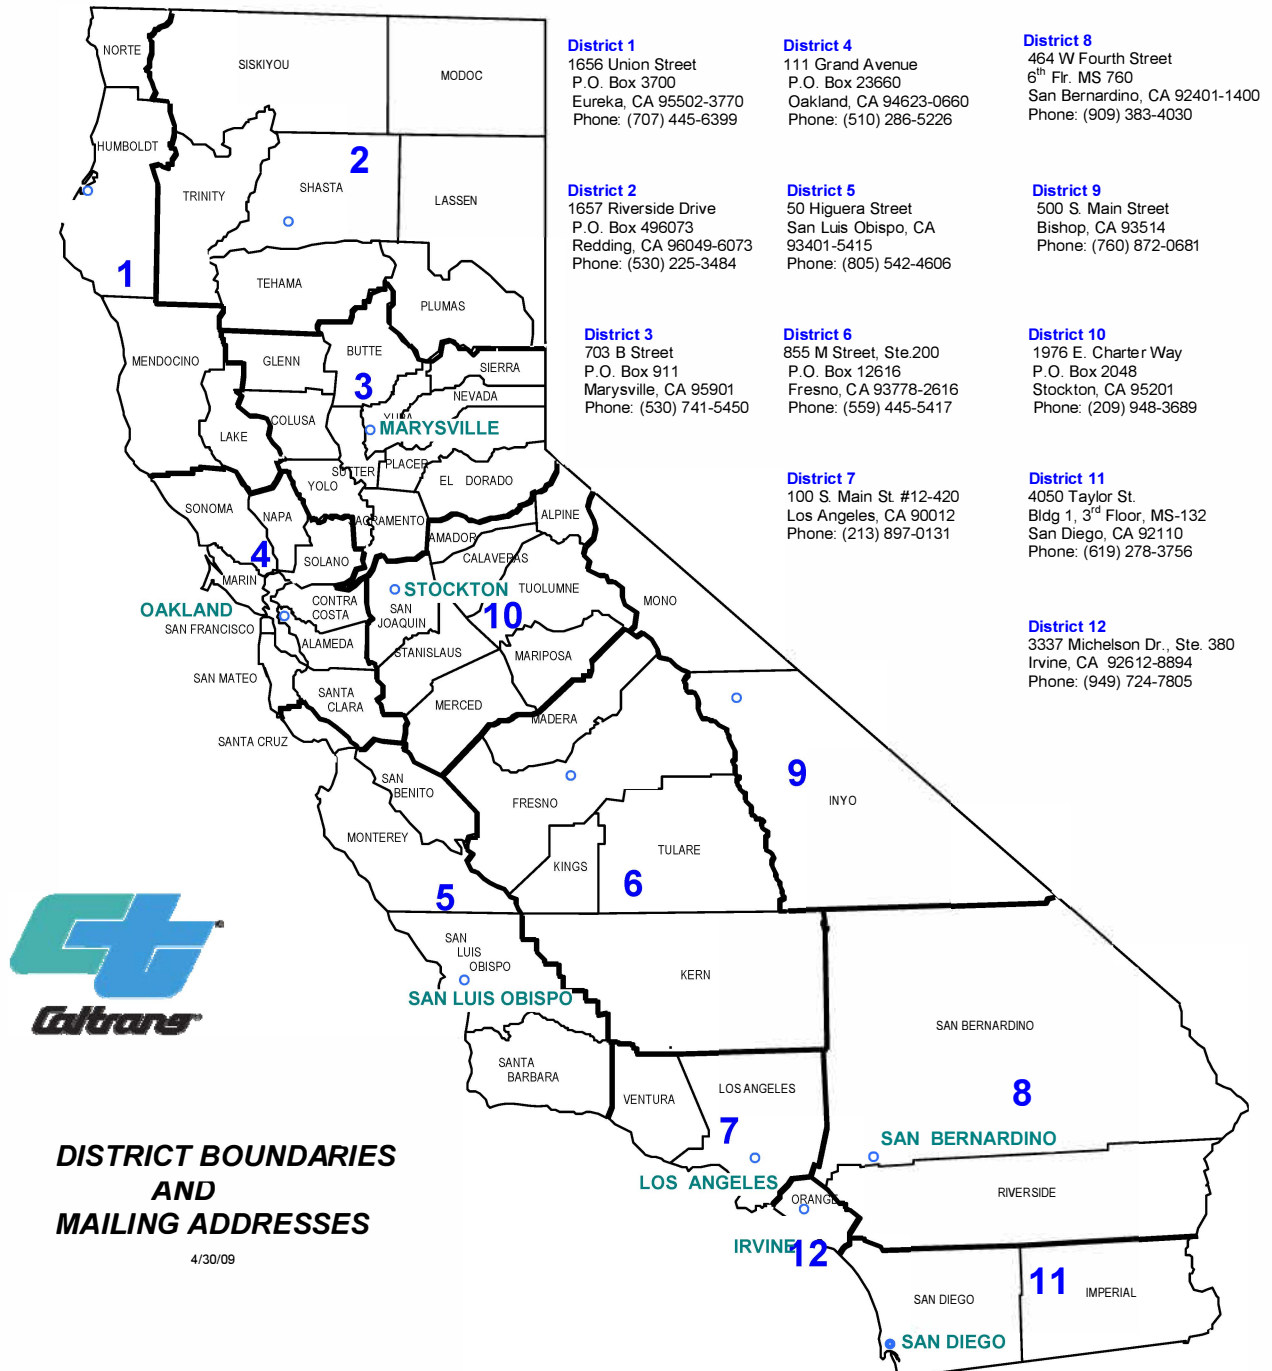 District 1
1656 Union Street
P.O. Box 3700
Eureka, CA 95502-3770
Phone: (707) 445-6399
District 4
111 Grand Avenue
P.O. Box 23660
Oakland, CA 94623-0660
Phone: (510) 286-5226
District 8
464 W Fourth Street
6th Flr. MS 760
San Bernardino, CA 92401-1400
Phone: (909) 383-4030
District 2
1657 Riverside Drive
P.O. Box 496073
Redding, CA 96049-6073
Phone: (530) 225-3484
District 5
50 Higuera Street
San Luis Obispo, CA
93401-5415
Phone: (805) 542-4606
District 9
500 S. Main Street
Bishop, CA 93514
Phone: (760) 872-0681
District 3
703 B Street
P.O. Box 911
Marysville, CA 95901
Phone: (530) 741-5450
District 6
855 M Street, Ste.200
P.O. Box 12616
Fresno, CA 93778-2616
Phone: (559) 445-5417
District 10
1976 E. Charter Way
P.O. Box 2048
Stockton, CA 95201
Phone: (209) 948-3689
District 7
100 S. Main St. #12-420
Los Angeles, CA 90012
Phone: (213) 897-0131
District 11
4050 Taylor St.
Bldg 1, 3rd Floor, MS-132
San Diego, CA 92110
Phone: (619) 278-3756
District 12
3337 Michelson Dr., Ste. 380
Irvine, CA 92612-8894
Phone: (949) 724-7805
NORTE
SISKIYOU
MODOC
HUMBOLDT
2
TRINITY
SHASTA
LASSEN
1
TEHAMA
PLUMAS
MENDOCINO
GLENN
BUTTE
SIERRA
3
NEVADA
YUBA
COLUSA
MARYSVILLE
LAKE
SUTTER
PLACER
YOLO
EL DORADO
SONOMA
NAPA
SACRAMENTO
ALPINE
AMADOR
4
SOLANO
CALAVERAS
MARIN
STOCKTON
TUOLUMNE
MONO
OAKLAND
CONTRA
COSTA
SAN
JOAQUIN
10
SAN FRANCISCO
ALAMEDA
STANISLAUS
MARIPOSA
SAN MATEO
SANTA
CLARA
MERCED
MADERA
SANTA CRUZ
SAN
BENITO
9
FRESNO
INYO
MONTEREY
TULARE
KINGS
6
5
SAN
LUIS
OBISPO
KERN
SAN LUIS OBISPO
SAN BERNARDINO
Caltrans
SANTA
BARBARA
VENTURA
LOS ANGELES
8
7
SAN BERNARDINO
LOS ANGELES
ORANGE
RIVERSIDE
IRVINE
12
11
SAN DIEGO
IMPERIAL
SAN DIEGO
DISTRICT BOUNDARIES
AND
MAILING ADDRESSES
4/30/09